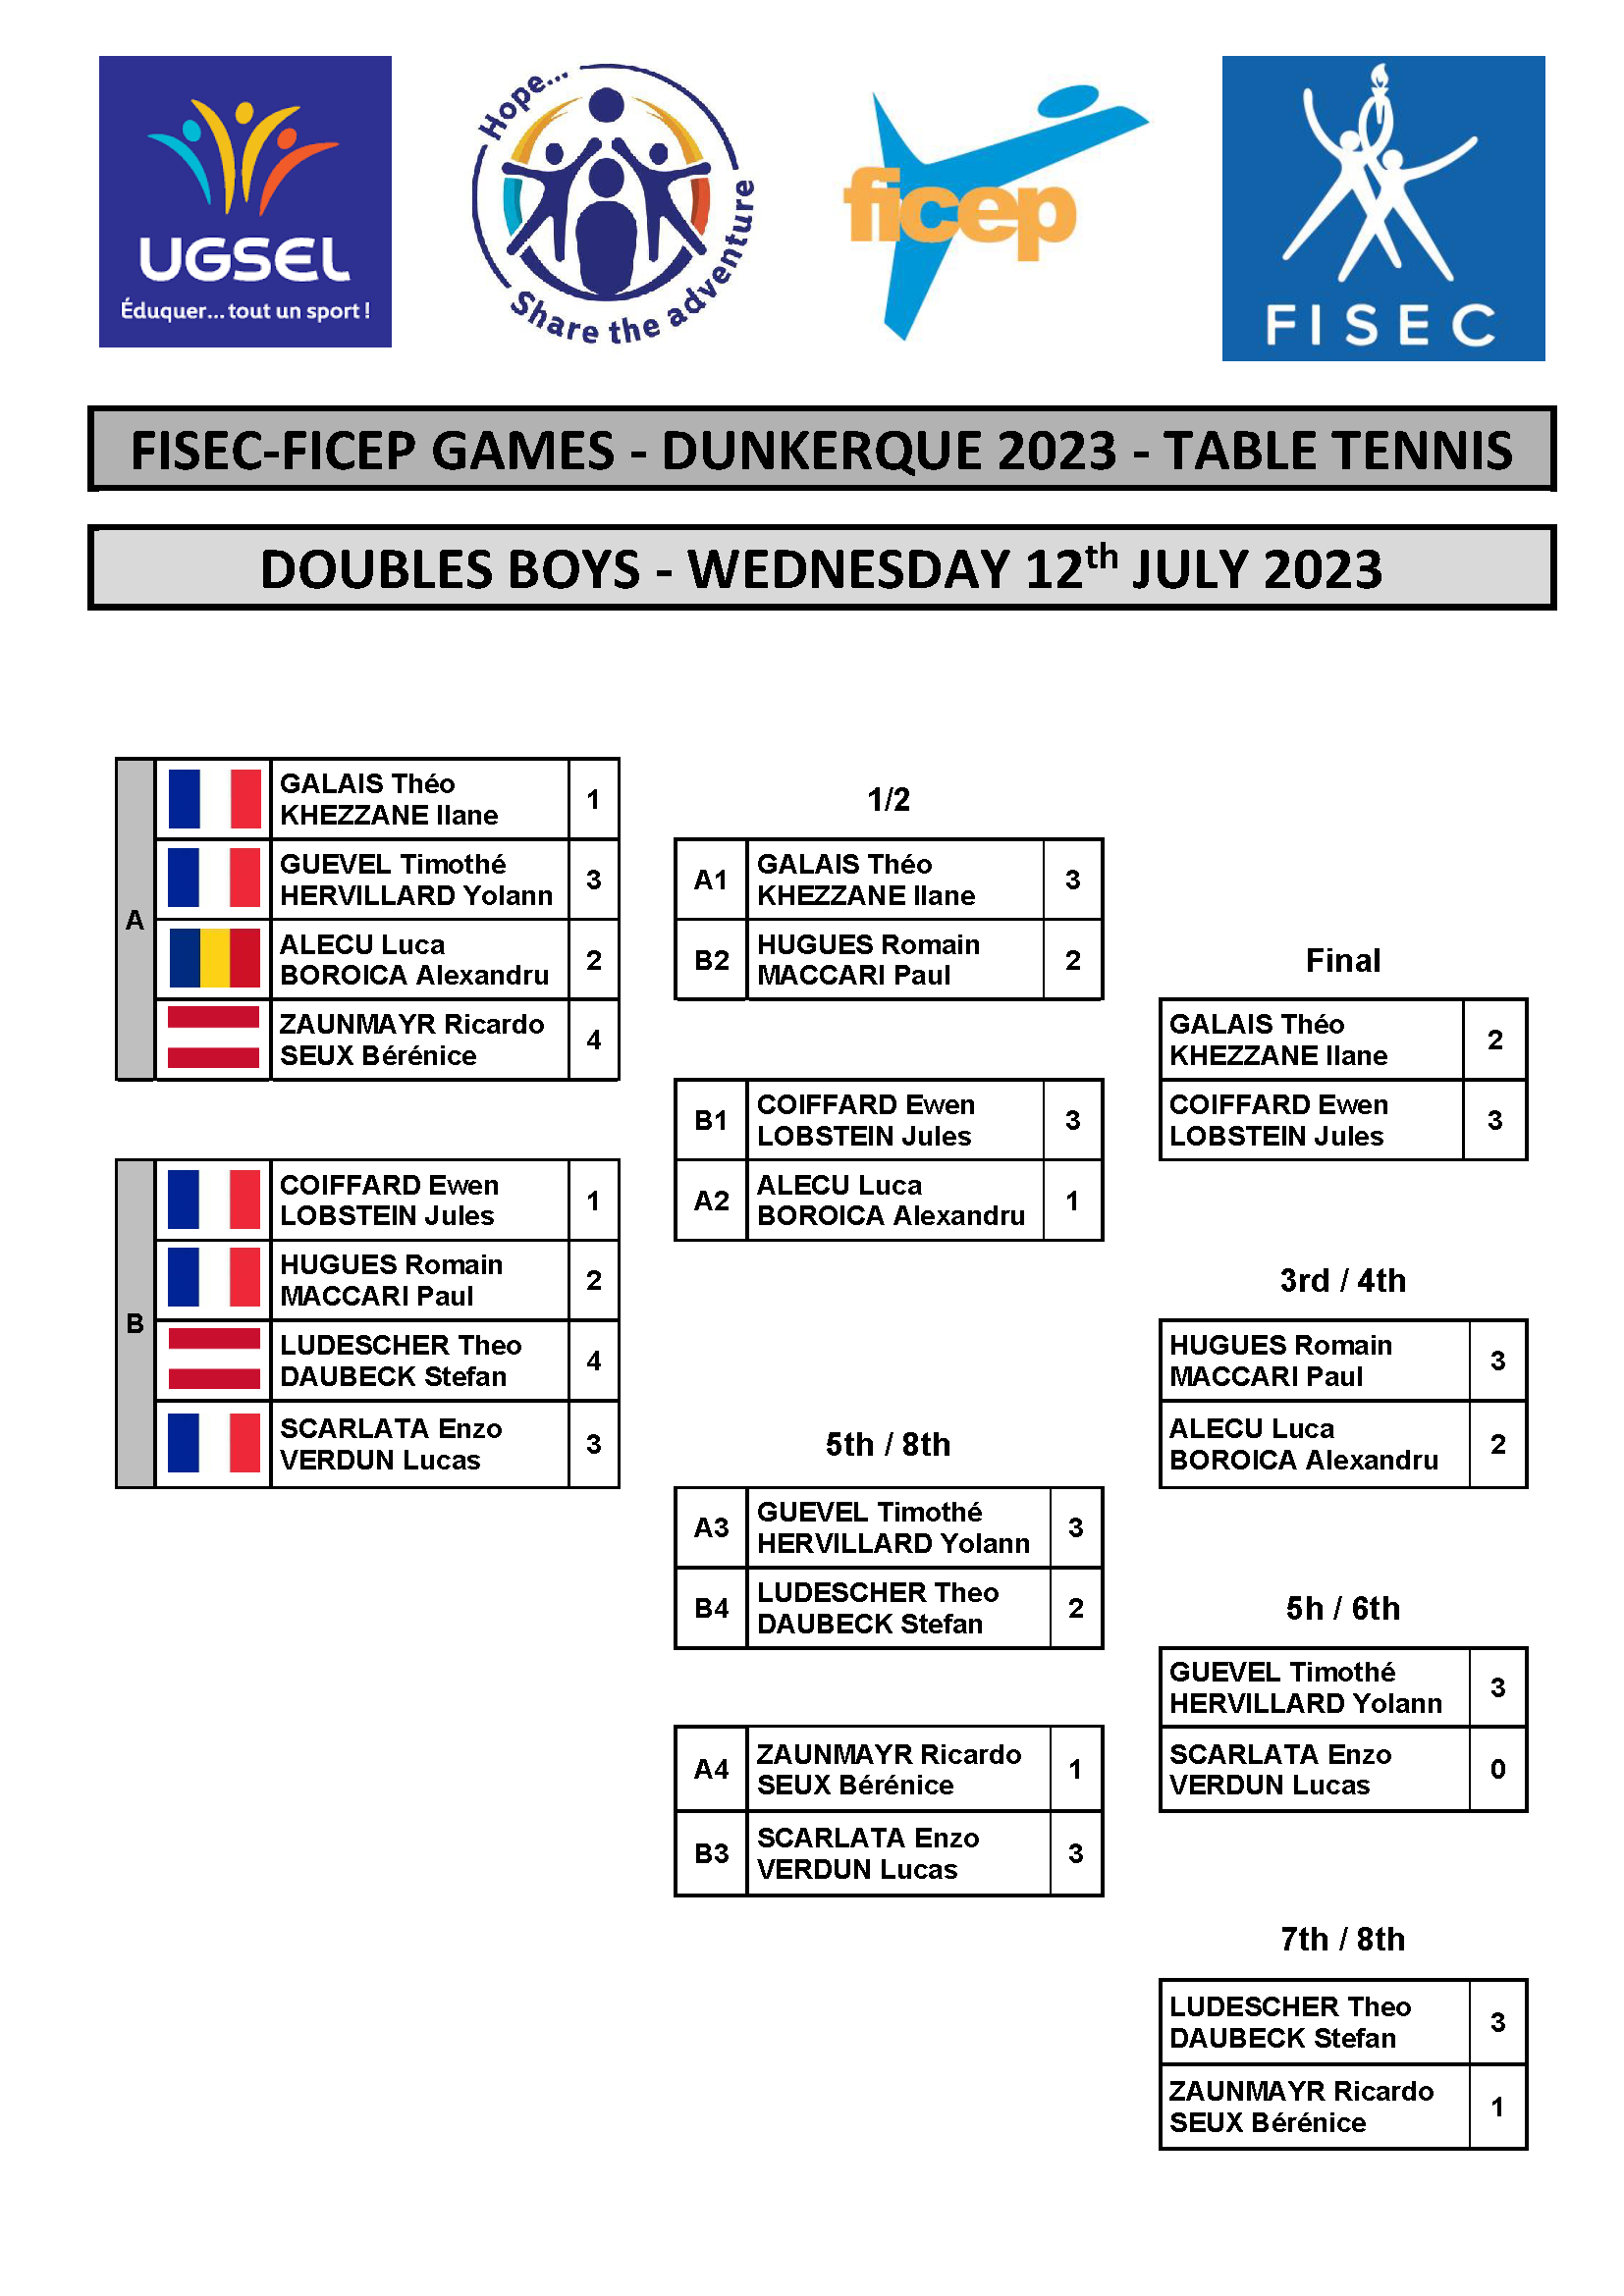 UGSEL
Éduquer... tout un sport !
Hope...
Share the adventure
ficep
FISEC
FISEC-FICEP GAMES - DUNKERQUE 2023 - TABLE TENNIS
DOUBLES BOYS - WEDNESDAY 12th JULY 2023
A
GALAIS Théo
KHEZZANE Ilane
1
GUEVEL Timothé
HERVILLARD Yolann
3
ALECU Luca
BOROICA Alexandru
2
ZAUNMAYR Ricardo
SEUX Bérénice
4
B
COIFFARD Ewen
LOBSTEIN Jules
1
HUGUES Romain
MACCARI Paul
2
LUDESCHER Theo
DAUBECK Stefan
4
SCARLATA Enzo
VERDUN Lucas
3
1/2
A1
GALAIS Théo
KHEZZANE Ilane
3
B2
HUGUES Romain
MACCARI Paul
2
B1
COIFFARD Ewen
LOBSTEIN Jules
3
A2
ALECU Luca
BOROICA Alexandru
1
5th / 8th
A3
GUEVEL Timothé
HERVILLARD Yolann
3
B4
LUDESCHER Theo
DAUBECK Stefan
2
A4
ZAUNMAYR Ricardo
SEUX Bérénice
1
B3
SCARLATA Enzo
VERDUN Lucas
3
Final
GALAIS Théo
KHEZZANE Ilane
2
COIFFARD Ewen
LOBSTEIN Jules
3
3rd / 4th
HUGUES Romain
MACCARI Paul
3
ALECU Luca
BOROICA Alexandru
2
5h / 6th
GUEVEL Timothé
HERVILLARD Yolann
3
SCARLATA Enzo
VERDUN Lucas
0
7th / 8th
LUDESCHER Theo
DAUBECK Stefan
3
ZAUNMAYR Ricardo
SEUX Bérénice
1